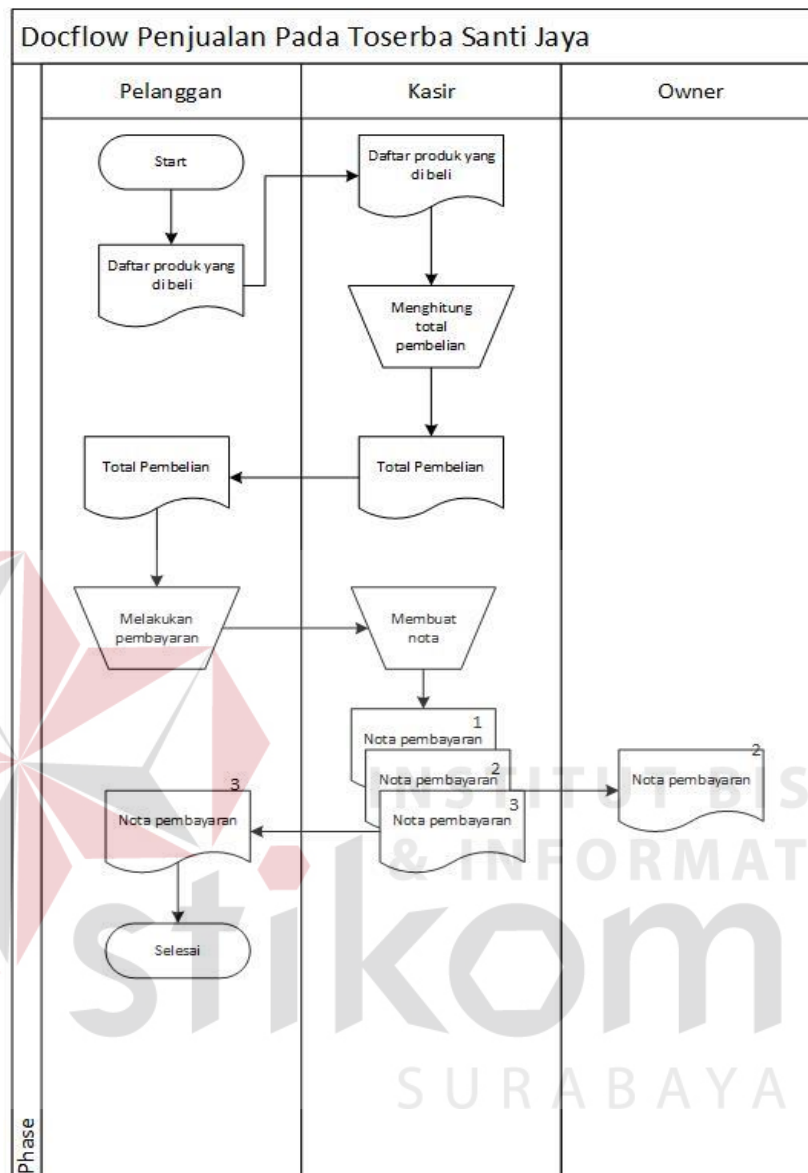 Docflow Penjualan Pada Toserba Santi Jaya
Pelanggan
Kasir
Owner
Start
Daftar produk yang
di beli
Daftar produk yang
di beli
Menghitung
total
pembelian
Total Pembelian
Total Pembelian
Melakukan
pembayaran
Membuat
nota
1
Nota pembayaran
2
Nota pembayaran
3
Nota pembayaran
2
Nota pembayaran
3
Nota pembayaran
Selesai
Phase
INSTITUT BIS
& INFORMAT
stikom
SURABAYA